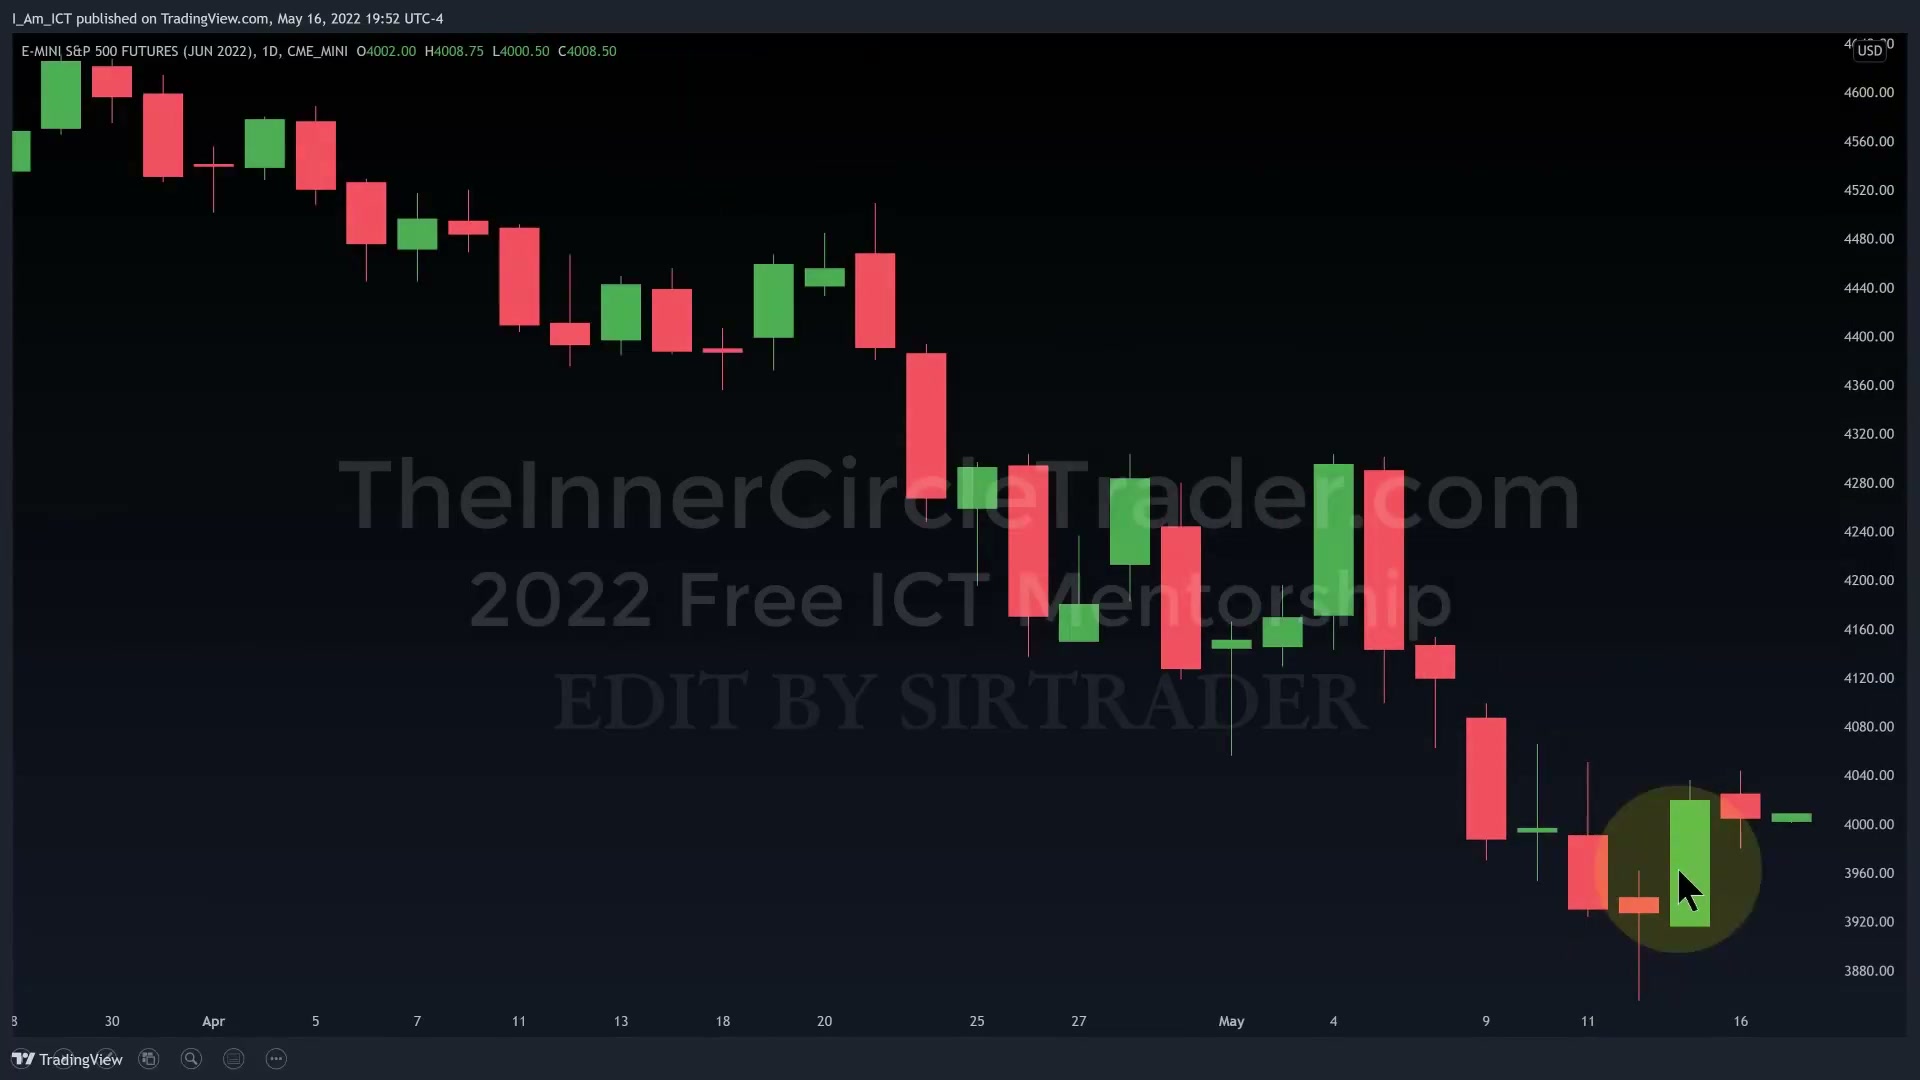 I_Am_ICT published on TradingView.com, May 16, 2022 19:52 UTC-4
E-MINI S&P 500 FUTURES (JUN 2022), 1D, CME_MINI O4002.00 H4008.75 L4000.50 C4008.50
USD
4600.00
4560.00
4520.00
4480.00
4440.00
4400.00
4360.00
4320.00
4280.00
4240.00
4200.00
4160.00
4120.00
4080.00
4040.00
4000.00
3960.00
3920.00
3880.00
TheInnerCircleTrader.com
2022 Free ICT Mentorship
EDIT BY SIRTRADER
30 Apr 5 7 11 13 18 20 25 27 May 4 9 11 16
TradingView